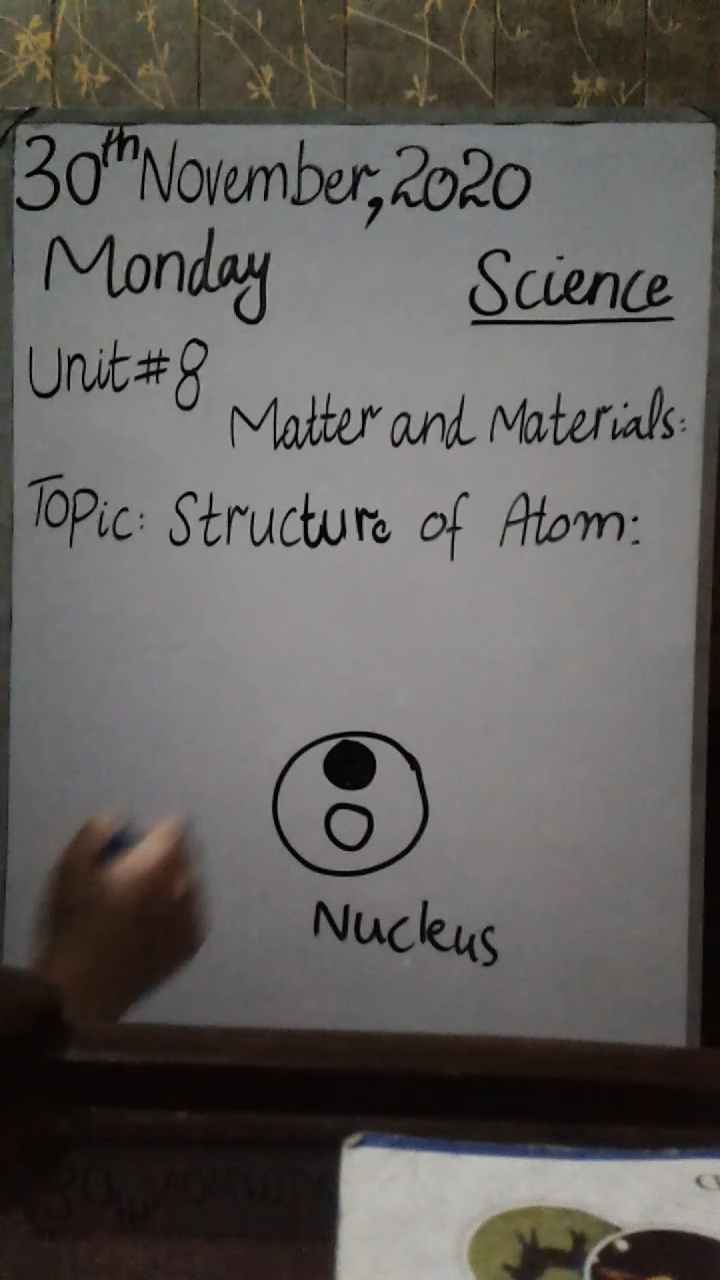 30th November, 2020
Monday
Science
Unit#8
Matter and Materials:
Topic: Structure of Atom:
Nucleus